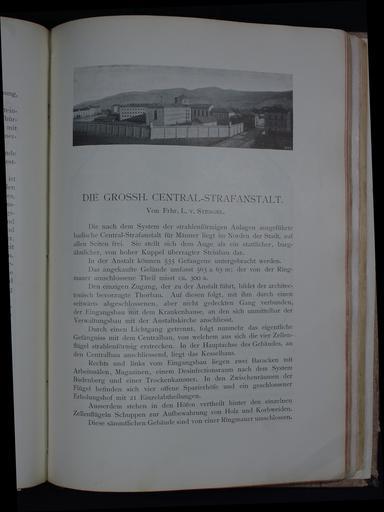 DIE GROSSH. CENTRAL-STRAFANSTALT.
Von Frhr. L. v. STENGEL.
Die nach dem System der strahlenförmigen Anlagen ausgeführte
badische Central-Strafanstalt für Männer liegt im Norden der Stadt, auf
allen Seiten frei. Sie stellt sich dem Auge als ein stattlicher, burg-
ähnlicher, von hoher Kuppel überragter Steinbau dar.
In der Anstalt können 535 Gefangene untergebracht werden.
Das angekaufte Gelände umfasst 363 a 63 m; der von der Ring-
mauer umschlossene Theil misst ca. 300 a.
Den einzigen Zugang, der zu der Anstalt führt, bildet der architec-
tonisch bevorzugte Thorbau. Auf diesen folgt, mit ihm durch einen
seitwärts abgeschlossenen, aber nicht gedeckten Gang verbunden,
der Eingangsbau mit dem Krankenhause, an den sich unmittelbar der
Verwaltungsbau mit der Anstaltskirche anschliesst.
Durch einen Lichtgang getrennt, folgt nunmehr das eigentliche
Gefängniss mit dem Centralbau, von welchem aus sich die vier Zellen-
flügel strahlenförmig erstrecken. In der Hauptachse des Gebäudes, an
den Centralbau anschliessend, liegt das Kesselhaus.
Rechts und links vom Eingangsbau liegen zwei Baracken mit
Arbeitssälen, Magazinen, einem Desinfectionsraum nach dem System
Budenberg und einer Trockenkammer. In den Zwischenräumen der
Flügel befinden sich vier offene Spazierhöfe und ein geschlossener
Erholungshof mit 21 Einzelabtheilungen.
Ausserdem stehen in den Höfen vertheilt hinter den einzelnen
Zellenflügeln Schuppen zur Aufbewahrung von Holz und Korbweiden.
Diese sämmtlichen Gebäude sind von einer Ringmauer umschlossen.